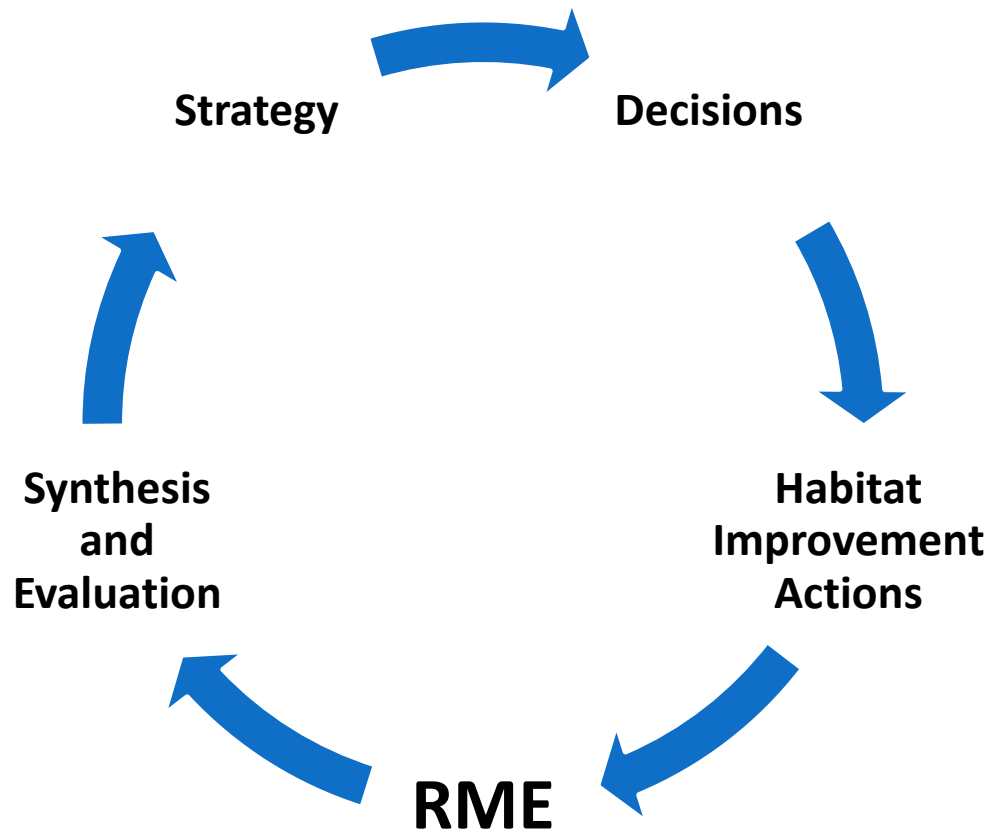 Strategy
Decisions
Habitat
Improvement
Actions
RME
Synthesis
and
Evaluation